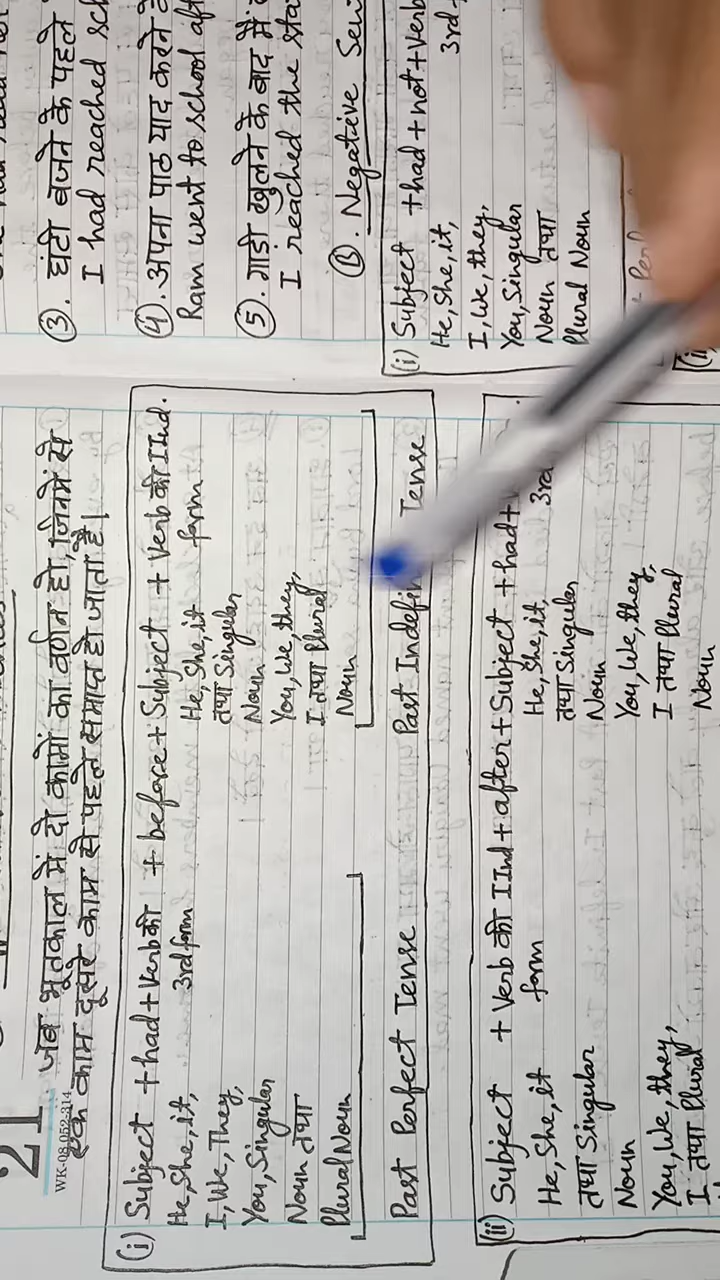 21
WK-08.052-314
जब भूतकाल में दो कामों का वर्णन हो, जिनमें से
एक काम दूसरे काम से पहले समाप्त हो जाता है।
(i) Subject + had + Verb की + before + Subject + Verb की IInd.
He, She, it, 3rd form He, She, it form
I, We, They, तथा Singular
You, Singular Noun
Noun तथा You, We, they,
Plural Noun I तथा Plural
Noun
Past Perfect Tense Past Indefin Tense
(ii) Subject + Verb की IInd + after + Subject + had +
He, She, it form He, She, it, 3rd
तथा Singular तथा Singular
Noun Noun
You, We, they, You, We, they,
I तथा Plural I तथा Plural
Noun
(3). घंटी बजने के पहले
I had reached sch
(4). अपना पाठ याद करने के
Ram went to school aft
(5). गाडी खुलने के बाद मैं
I reached the sta
(B). Negative Sen
(i) Subject + had + not + Verb
He, She, it, 3rd
I, We, they,
You, Singular
Noun तथा
Plural Noun